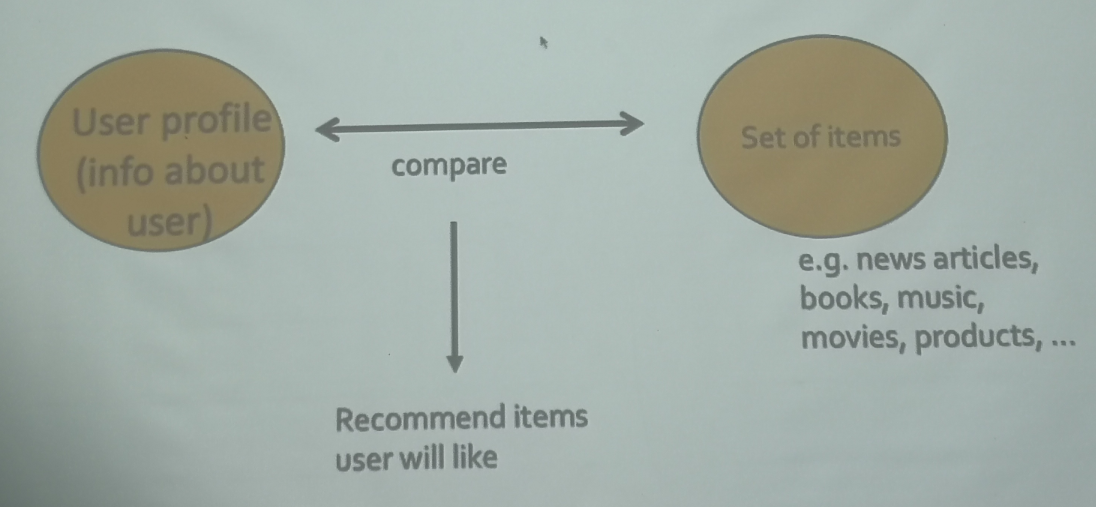 User profile
(info about
user)
compare
Set of items
e.g. news articles,
books, music,
movies, products, ...
Recommend items
user will like